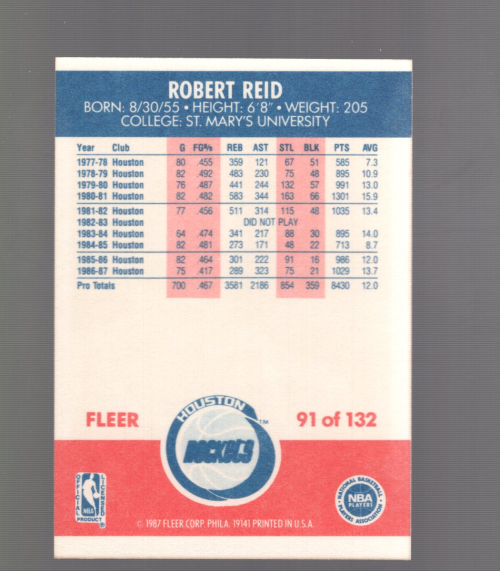 ROBERT REID
BORN: 8/30/55 • HEIGHT: 6'8" • WEIGHT: 205
COLLEGE: ST. MARY'S UNIVERSITY
Year Club G FG% REB AST STL BLK PTS AVG
1977-78 Houston 80 .455 359 121 67 51 585 7.3
1978-79 Houston 82 .492 483 230 75 48 895 10.9
1979-80 Houston 76 .487 441 244 132 57 991 13.0
1980-81 Houston 82 .482 583 344 163 66 1301 15.9
1981-82 Houston 77 .456 511 314 115 48 1035 13.4
1982-83 Houston DID NOT PLAY
1983-84 Houston 64 .474 341 217 88 30 895 14.0
1984-85 Houston 82 .481 273 171 48 22 713 8.7
1985-86 Houston 82 .464 301 222 91 16 986 12.0
1986-87 Houston 75 .417 289 323 75 21 1029 13.7
Pro Totals 700 .467 3581 2186 854 359 8430 12.0
HOUSTON
TM
ROCKETS
FLEER
91 of 132
OFFICIAL LICENSED
NBA
PRODUCT
®
NATIONAL BASKETBALL
NBA
PLAYERS
PLAYERS ASSOCIATION
© 1987 FLEER CORP. PHILA. 19141 PRINTED IN U.S.A.